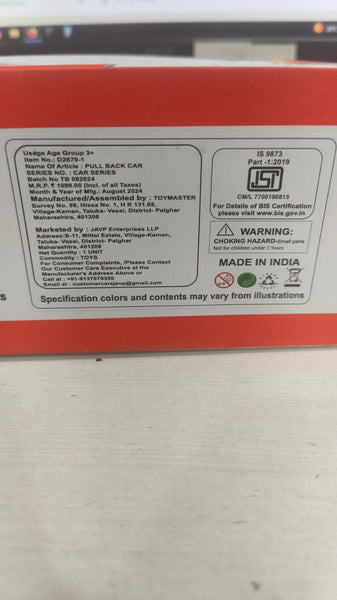 Usage Age Group 3+
Item No.: D2879-1
Name Of Article : PULL BACK CAR
SERIES NO. : CAR SERIES
Batch No TB 082024
M.R.P. ₹ 1099.00 (Incl. of all Taxes)
Month & Year of Mfg.: August 2024
Manufactured/Assembled by : TOYMASTER
Survey No. 99, Hissa No. 1, H R 121.88,
Village-Kaman, Taluka- Vasai, District- Palghar
Maharashtra, 401208
Marketed by : JAVP Enterprises LLP
Address:B-11, Mittal Estate, Village-Kaman,
Taluka- Vasai, District- Palghar
Maharashtra, 401208
Net Quantity : 1 UNIT
Commodity : TOYS
For Consumer Complaints, /Please Contact
Our Customer Care Executive at the
Manufacturer's Address Above or
Call at : +91-9137679350
Email at : customercarejavp@gmail.com
IS 9873
Part -1:2019
CM/L 7700190815
For Details of BIS Certification
please visit www.bis.gov.in
WARNING:
CHOKING HAZARD-Small parts
Not for children under 3 Years
MADE IN INDIA
s
Specification colors and contents may vary from illustrations